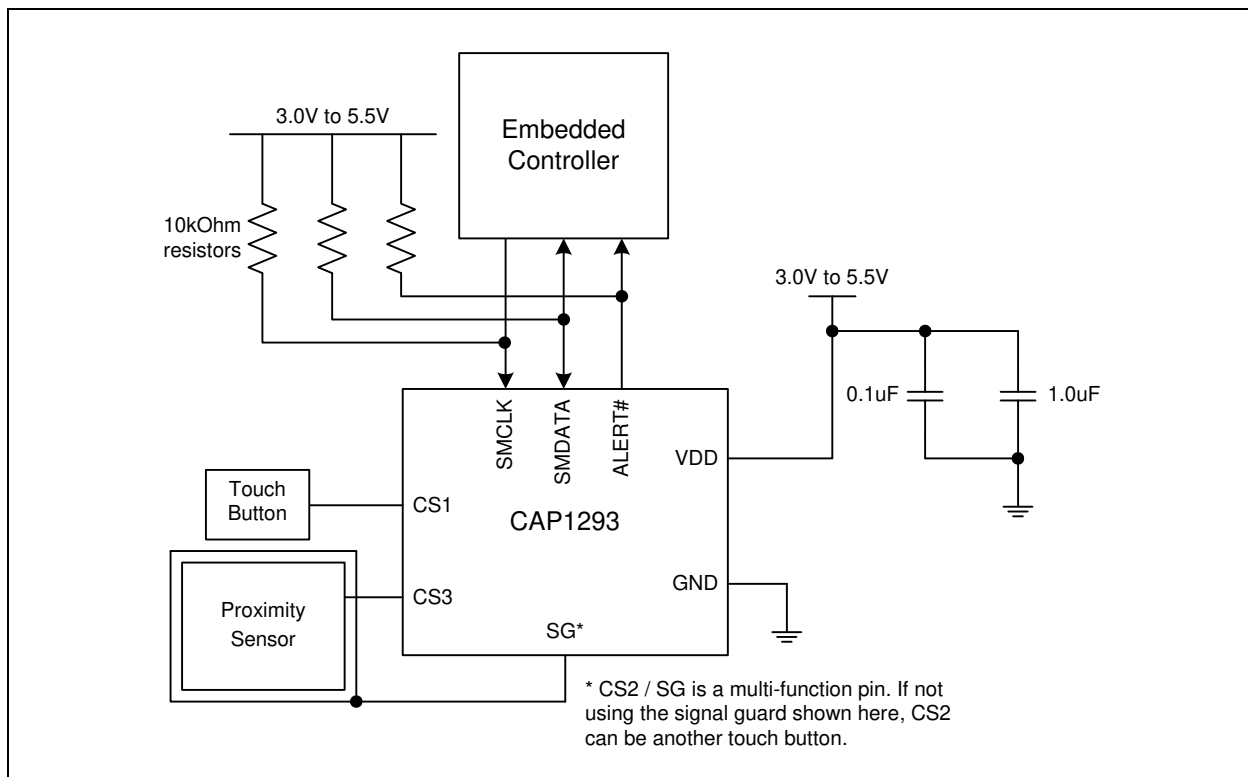 3.0V to 5.5V
Embedded
Controller
10kOhm
resistors
3.0V to 5.5V
0.1uF
1.0uF
SMCLK
SMDATA
ALERT#
VDD
Touch
Button
CS1
CAP1293
GND
CS3
Proximity
Sensor
SG*
* CS2 / SG is a multi-function pin. If not
using the signal guard shown here, CS2
can be another touch button.